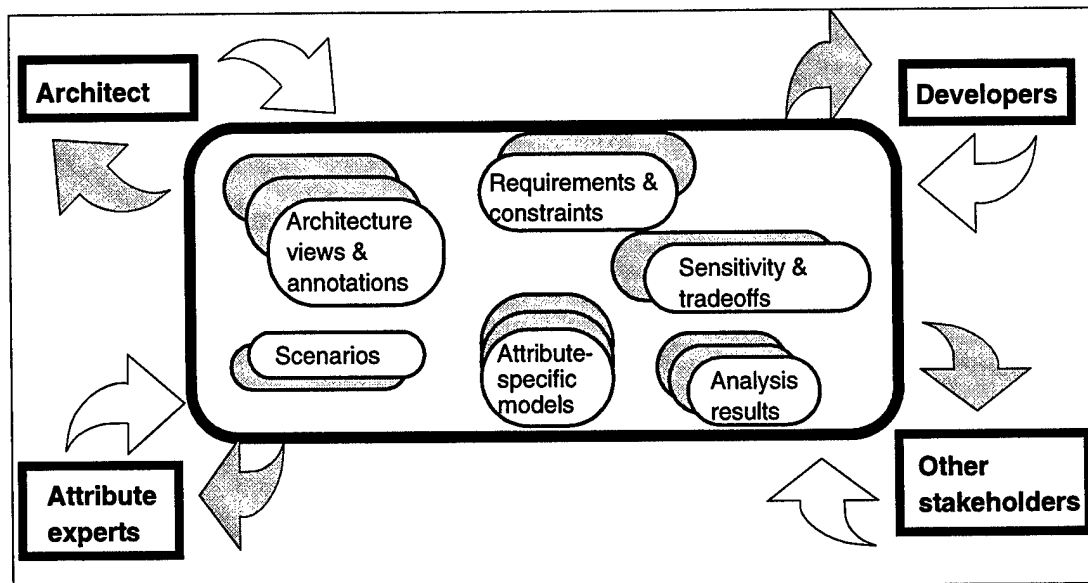 Architect
Developers
Requirements &
constraints
Architecture
views &
annotations
Sensitivity &
tradeoffs
Scenarios
Attribute-
specific
models
Analysis
results
Attribute
experts
Other
stakeholders